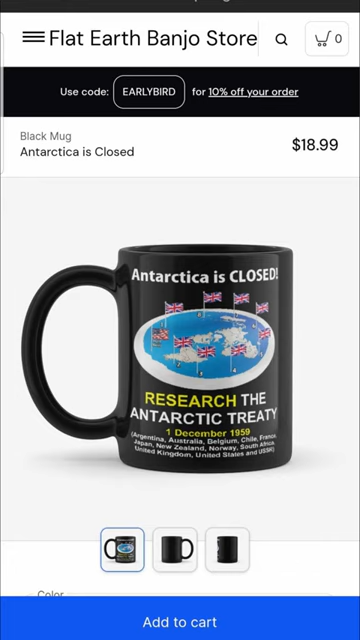 Flat Earth Banjo Store
0
Use code: EARLYBIRD for 10% off your order
Black Mug
Antarctica is Closed
$18.99
Antarctica is CLOSED!
RESEARCH THE
ANTARCTIC TREATY
1 December 1959
(Argentina, Australia, Belgium, Chile, France,
Japan, New Zealand, Norway, South Africa,
United Kingdom, United States and USSR)
Color
Add to cart